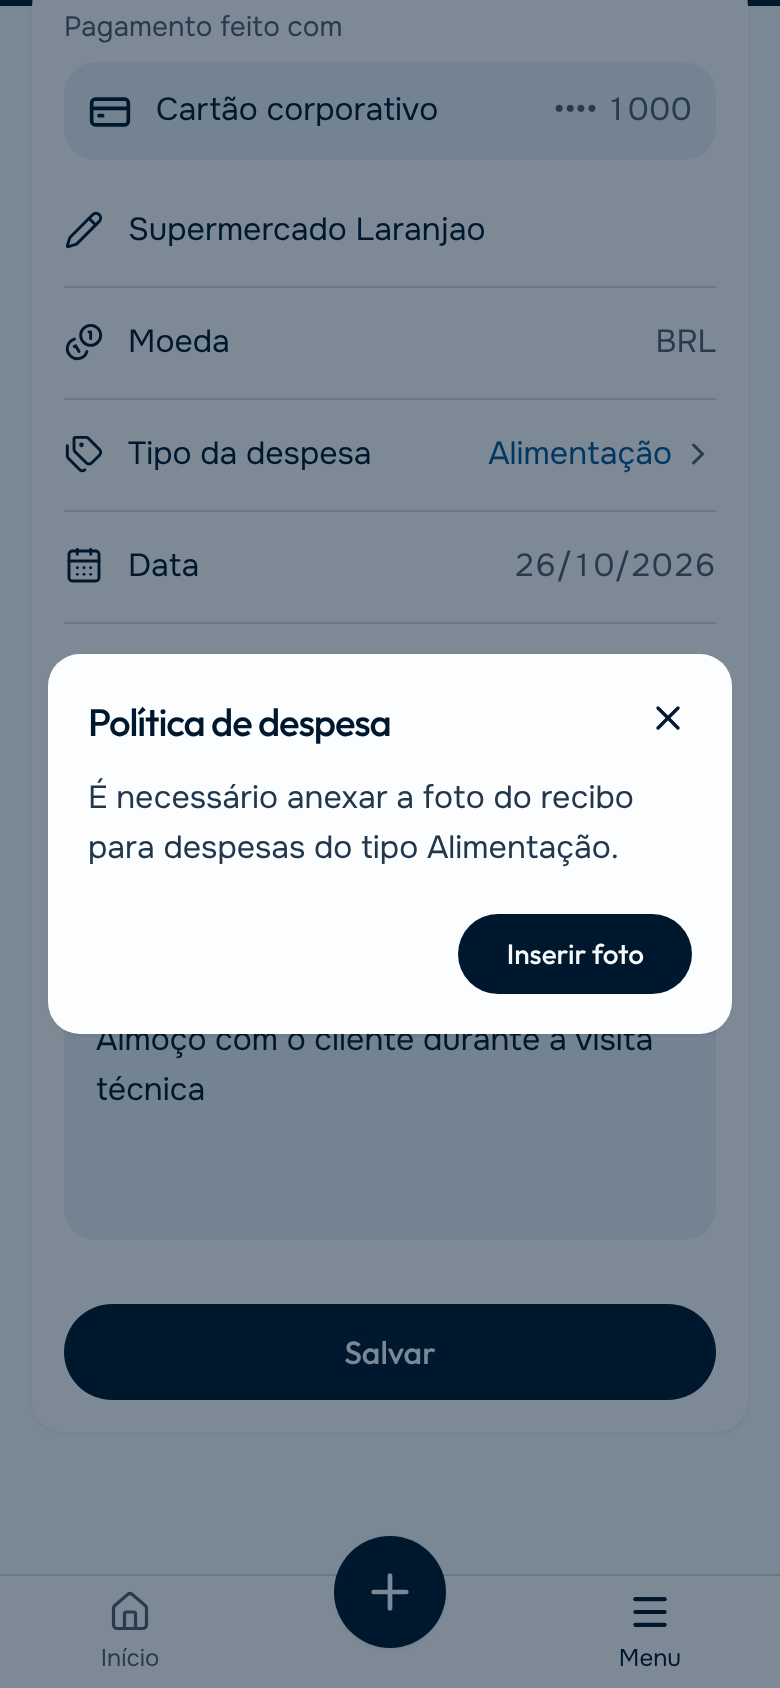 Pagamento feito com
Cartão corporativo •••• 1000
Supermercado Laranjao
Moeda BRL
Tipo da despesa Alimentação
Data 26/10/2026
Política de despesa
É necessário anexar a foto do recibo
para despesas do tipo Alimentação.
Inserir foto
Almoço com o cliente durante a visita
técnica
Salvar
Início Menu